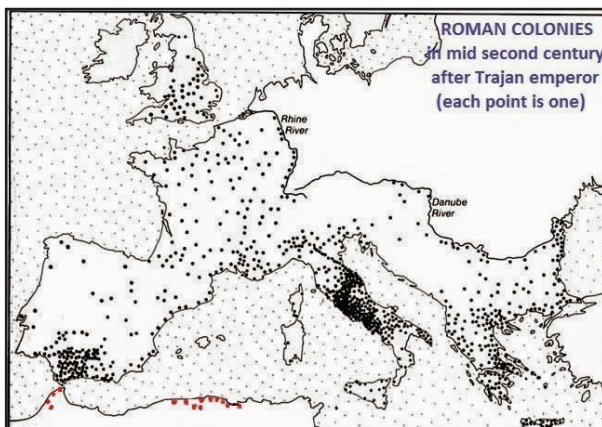 ROMAN COLONIES
in mid second century
after Trajan emperor
(each point is one)
Rhine
River
Danube
River